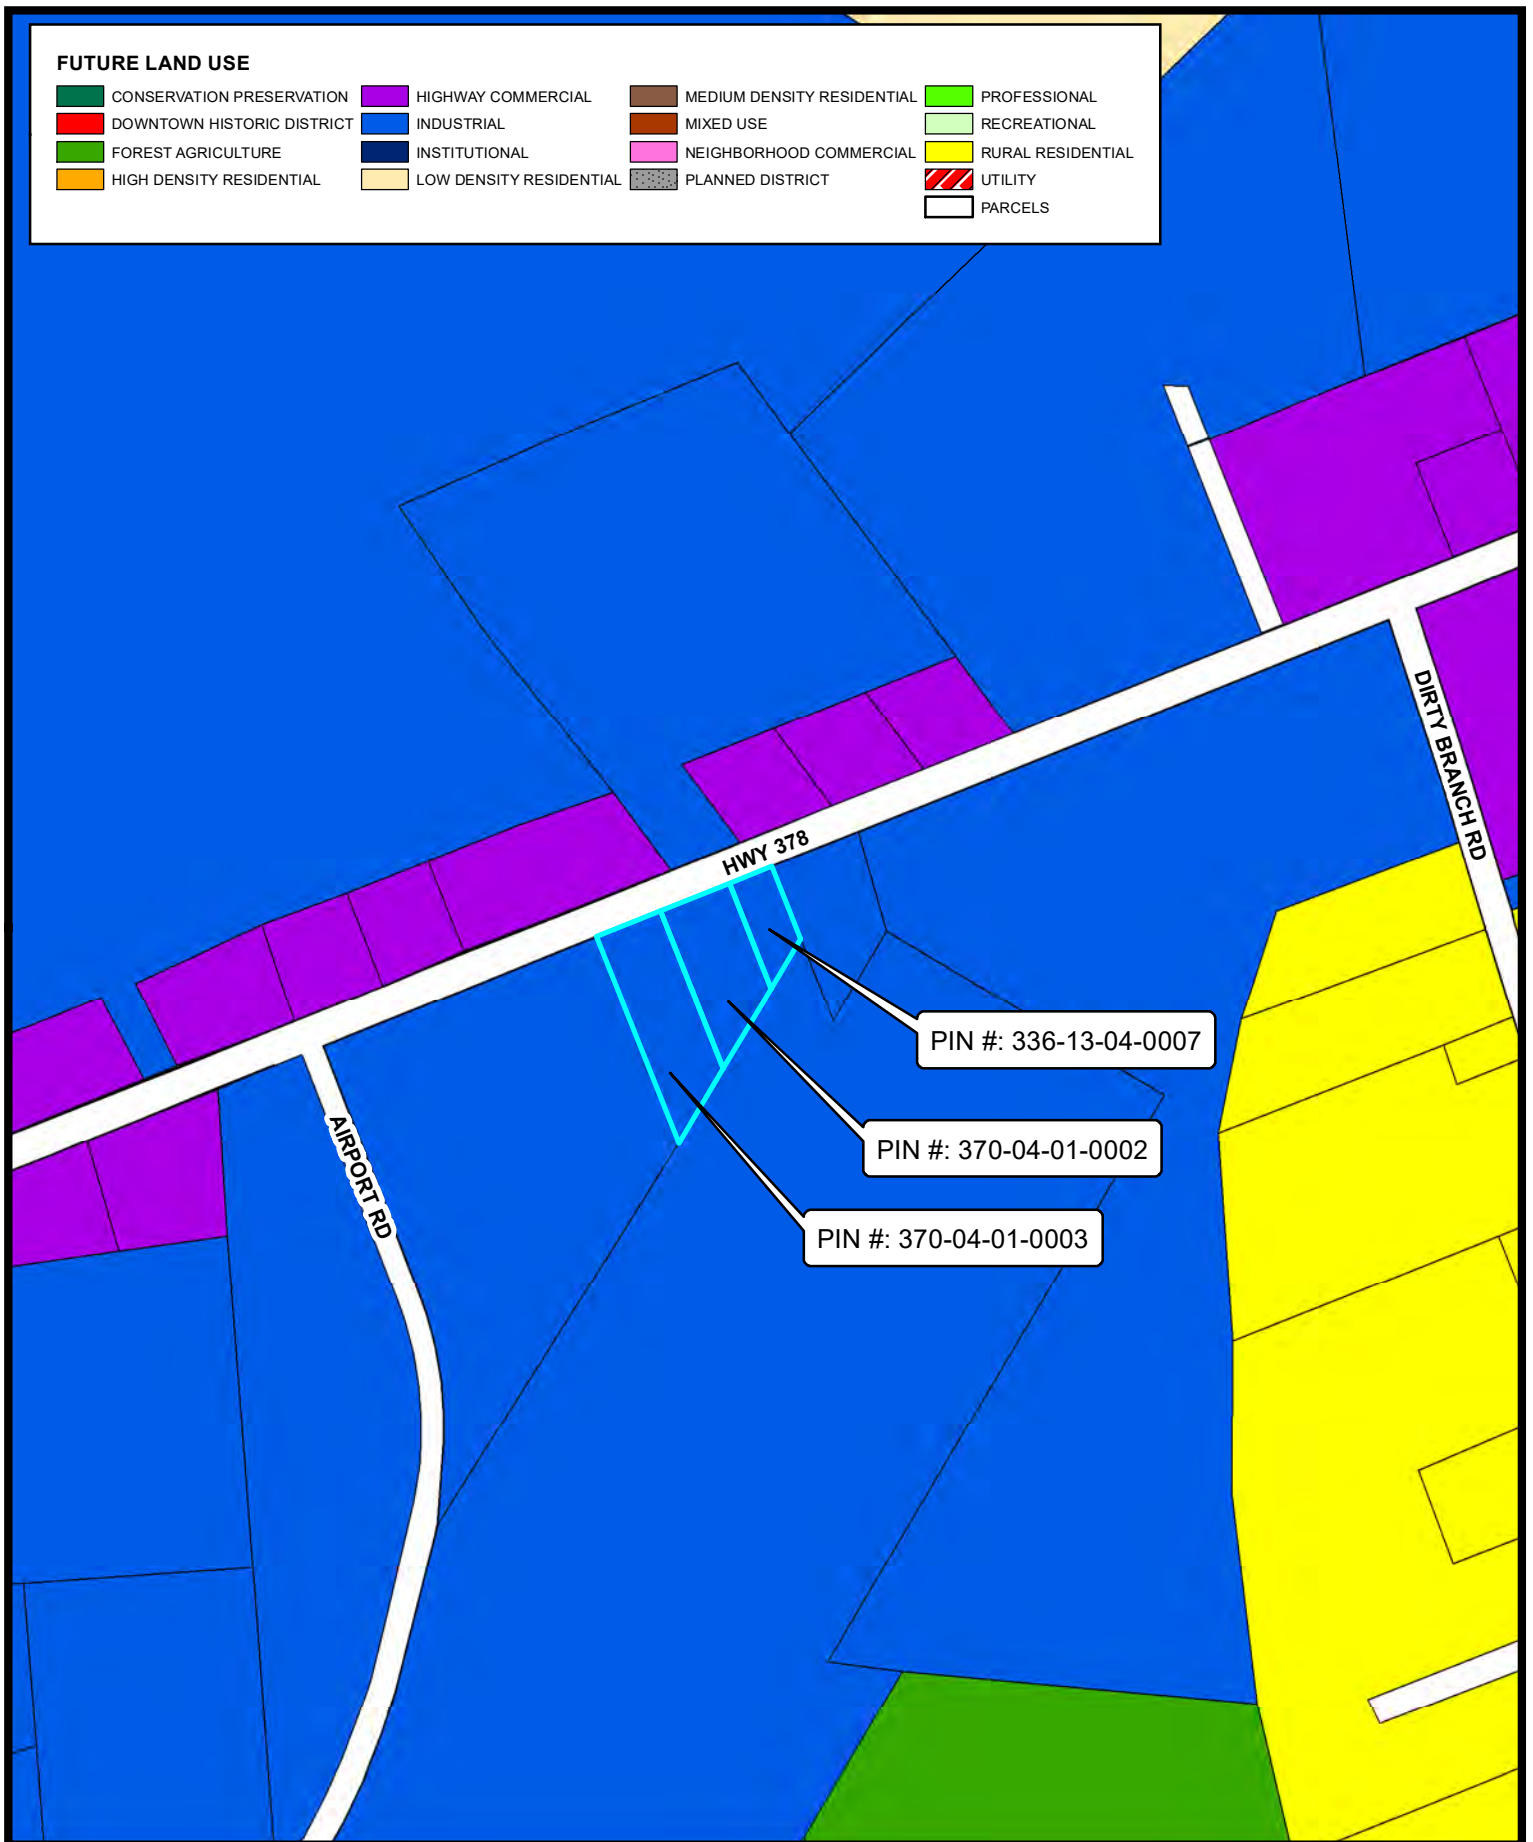 FUTURE LAND USE
CONSERVATION PRESERVATION
DOWNTOWN HISTORIC DISTRICT
FOREST AGRICULTURE
HIGH DENSITY RESIDENTIAL
HIGHWAY COMMERCIAL
INDUSTRIAL
INSTITUTIONAL
LOW DENSITY RESIDENTIAL
MEDIUM DENSITY RESIDENTIAL
MIXED USE
NEIGHBORHOOD COMMERCIAL
PLANNED DISTRICT
PROFESSIONAL
RECREATIONAL
RURAL RESIDENTIAL
UTILITY
PARCELS
DIRTY BRANCH RD
HWY 378
PIN #: 336-13-04-0007
PIN #: 370-04-01-0002
AIRPORT RD
PIN #: 370-04-01-0003